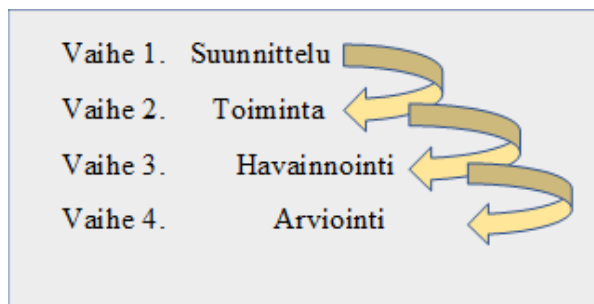 Vaihe 1. Suunnittelu
Vaihe 2. Toiminta
Vaihe 3. Havainnointi
Vaihe 4. Arviointi